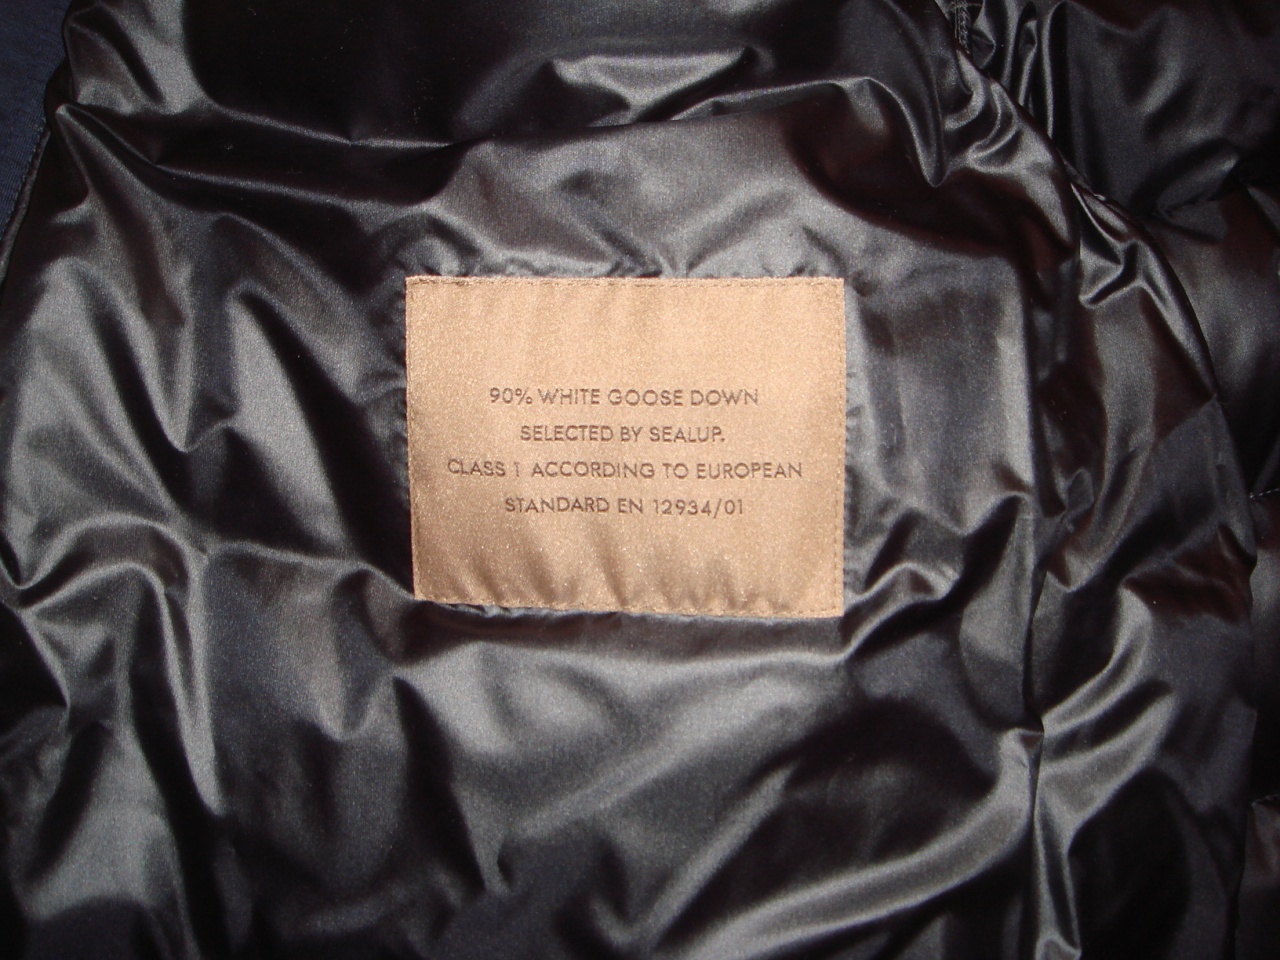 90% WHITE GOOSE DOWN
SELECTED BY SEALUP.
CLASS 1 ACCORDING TO EUROPEAN
STANDARD EN 12934/01